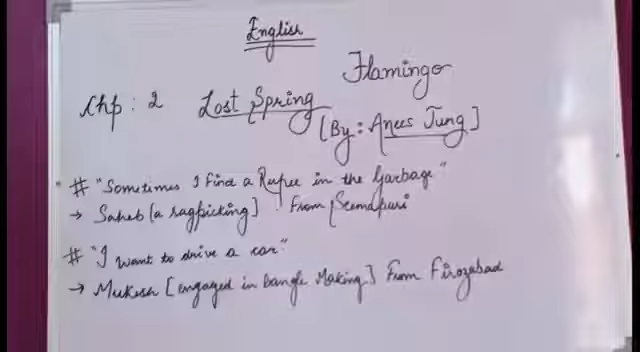 English
Flamingo
Chp : 2 Lost Spring
[By : Anees Jung]
# "Sometimes I find a Rupee in the Garbage"
→ Saheb [a ragpicking] from Seemapuri
# "I want to drive a car"
→ Mukesh [engaged in bangle Making] from Firozabad